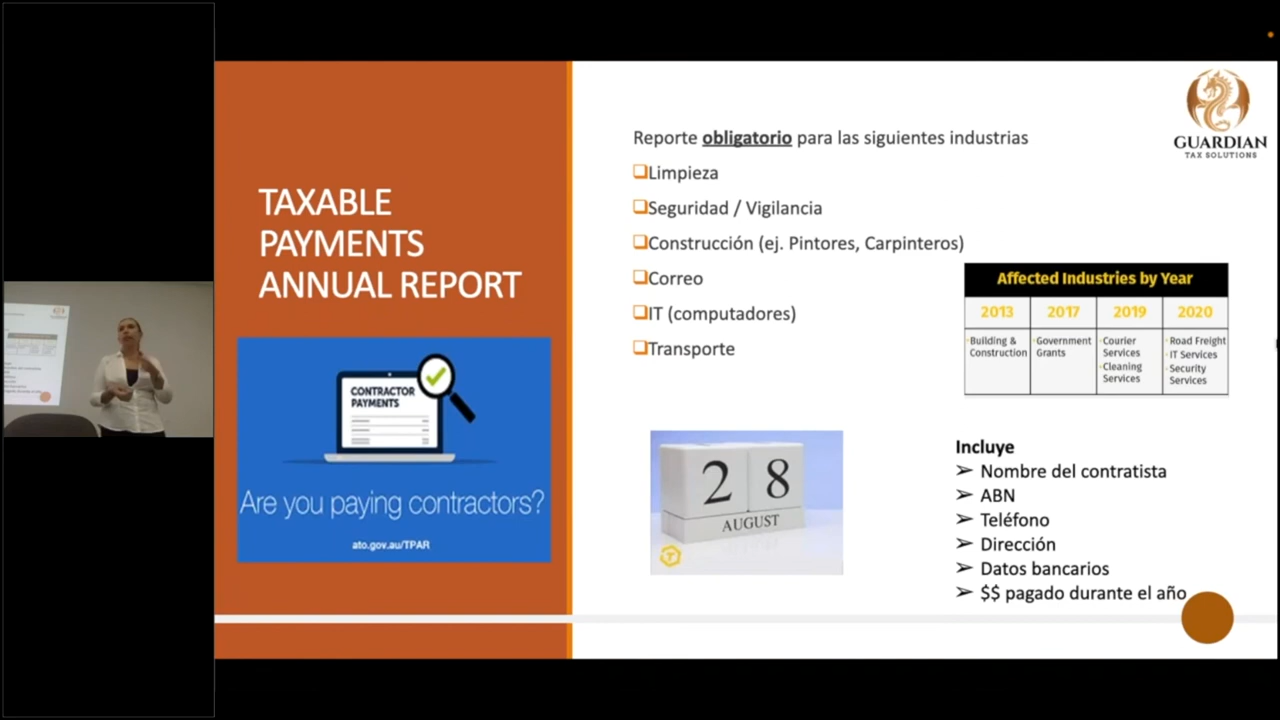 TAXABLE
PAYMENTS
ANNUAL REPORT
CONTRACTOR
PAYMENTS
Are you paying contractors?
ato.gov.au/TPAR
GUARDIAN
TAX SOLUTIONS
Reporte obligatorio para las siguientes industrias
Limpieza
Seguridad / Vigilancia
Construcción (ej. Pintores, Carpinteros)
Correo
IT (computadores)
Transporte
Affected Industries by Year
2013 2017 2019 2020
Building &
Construction
Government
Grants
Courier
Services
Cleaning
Services
Road Freight
IT Services
Security
Services
28
AUGUST
Incluye
➢ Nombre del contratista
➢ ABN
➢ Teléfono
➢ Dirección
➢ Datos bancarios
➢ $$ pagado durante el año